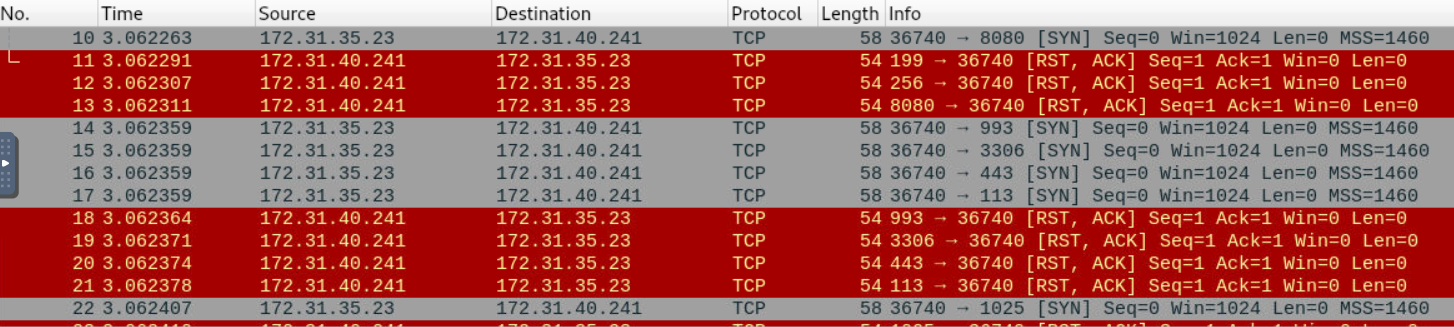 No. Time Source Destination Protocol Length Info
10 3.062263 172.31.35.23 172.31.40.241 TCP 58 36740 → 8080 [SYN] Seq=0 Win=1024 Len=0 MSS=1460
11 3.062291 172.31.40.241 172.31.35.23 TCP 54 199 → 36740 [RST, ACK] Seq=1 Ack=1 Win=0 Len=0
12 3.062307 172.31.40.241 172.31.35.23 TCP 54 256 → 36740 [RST, ACK] Seq=1 Ack=1 Win=0 Len=0
13 3.062311 172.31.40.241 172.31.35.23 TCP 54 8080 → 36740 [RST, ACK] Seq=1 Ack=1 Win=0 Len=0
14 3.062359 172.31.35.23 172.31.40.241 TCP 58 36740 → 993 [SYN] Seq=0 Win=1024 Len=0 MSS=1460
15 3.062359 172.31.35.23 172.31.40.241 TCP 58 36740 → 3306 [SYN] Seq=0 Win=1024 Len=0 MSS=1460
16 3.062359 172.31.35.23 172.31.40.241 TCP 58 36740 → 443 [SYN] Seq=0 Win=1024 Len=0 MSS=1460
17 3.062359 172.31.35.23 172.31.40.241 TCP 58 36740 → 113 [SYN] Seq=0 Win=1024 Len=0 MSS=1460
18 3.062364 172.31.40.241 172.31.35.23 TCP 54 993 → 36740 [RST, ACK] Seq=1 Ack=1 Win=0 Len=0
19 3.062371 172.31.40.241 172.31.35.23 TCP 54 3306 → 36740 [RST, ACK] Seq=1 Ack=1 Win=0 Len=0
20 3.062374 172.31.40.241 172.31.35.23 TCP 54 443 → 36740 [RST, ACK] Seq=1 Ack=1 Win=0 Len=0
21 3.062378 172.31.40.241 172.31.35.23 TCP 54 113 → 36740 [RST, ACK] Seq=1 Ack=1 Win=0 Len=0
22 3.062407 172.31.35.23 172.31.40.241 TCP 58 36740 → 1025 [SYN] Seq=0 Win=1024 Len=0 MSS=1460